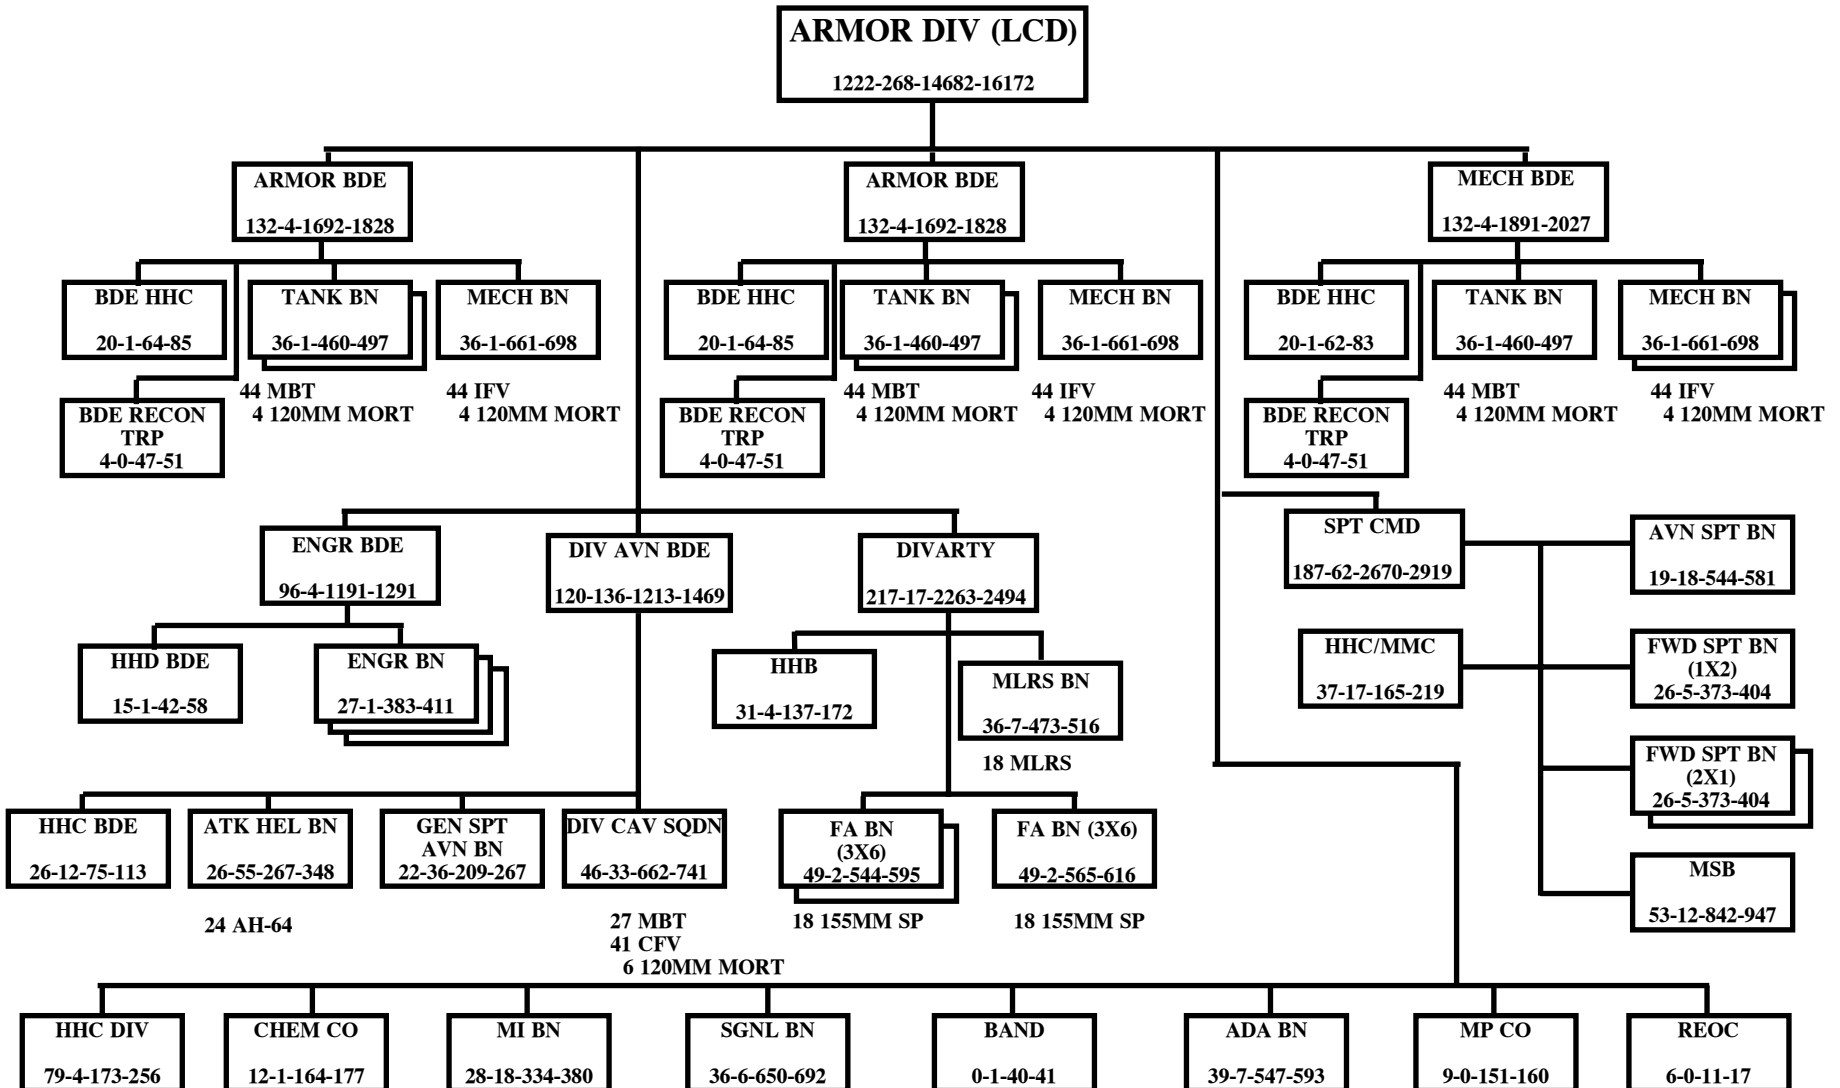 ARMOR DIV (LCD)
1222-268-14682-16172
ARMOR BDE
132-4-1692-1828
ARMOR BDE
132-4-1692-1828
MECH BDE
132-4-1891-2027
BDE HHC
20-1-64-85
TANK BN
36-1-460-497
MECH BN
36-1-661-698
BDE HHC
20-1-64-85
TANK BN
36-1-460-497
MECH BN
36-1-661-698
BDE HHC
20-1-62-83
TANK BN
36-1-460-497
MECH BN
36-1-661-698
BDE RECON
TRP
4-0-47-51
44 MBT
4 120MM MORT
44 IFV
4 120MM MORT
BDE RECON
TRP
4-0-47-51
44 MBT
4 120MM MORT
44 IFV
4 120MM MORT
BDE RECON
TRP
4-0-47-51
44 MBT
4 120MM MORT
44 IFV
4 120MM MORT
ENGR BDE
96-4-1191-1291
DIV AVN BDE
120-136-1213-1469
DIVARTY
217-17-2263-2494
SPT CMD
187-62-2670-2919
AVN SPT BN
19-18-544-581
HHD BDE
15-1-42-58
ENGR BN
27-1-383-411
HHB
31-4-137-172
MLRS BN
36-7-473-516
18 MLRS
HHC/MMC
37-17-165-219
FWD SPT BN
(1X2)
26-5-373-404
FWD SPT BN
(2X1)
26-5-373-404
MSB
53-12-842-947
HHC BDE
26-12-75-113
ATK HEL BN
26-55-267-348
24 AH-64
GEN SPT
AVN BN
22-36-209-267
DIV CAV SQDN
46-33-662-741
27 MBT
41 CFV
6 120MM MORT
FA BN
(3X6)
49-2-544-595
18 155MM SP
FA BN (3X6)
49-2-565-616
18 155MM SP
HHC DIV
79-4-173-256
CHEM CO
12-1-164-177
MI BN
28-18-334-380
SGNL BN
36-6-650-692
BAND
0-1-40-41
ADA BN
39-7-547-593
MP CO
9-0-151-160
REOC
6-0-11-17